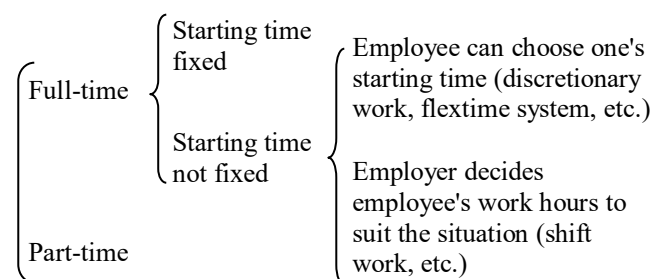 Full-time
Part-time
Starting time
fixed
Starting time
not fixed
Employee can choose one's
starting time (discretionary
work, flextime system, etc.)
Employer decides
employee's work hours to
suit the situation (shift
work, etc.)